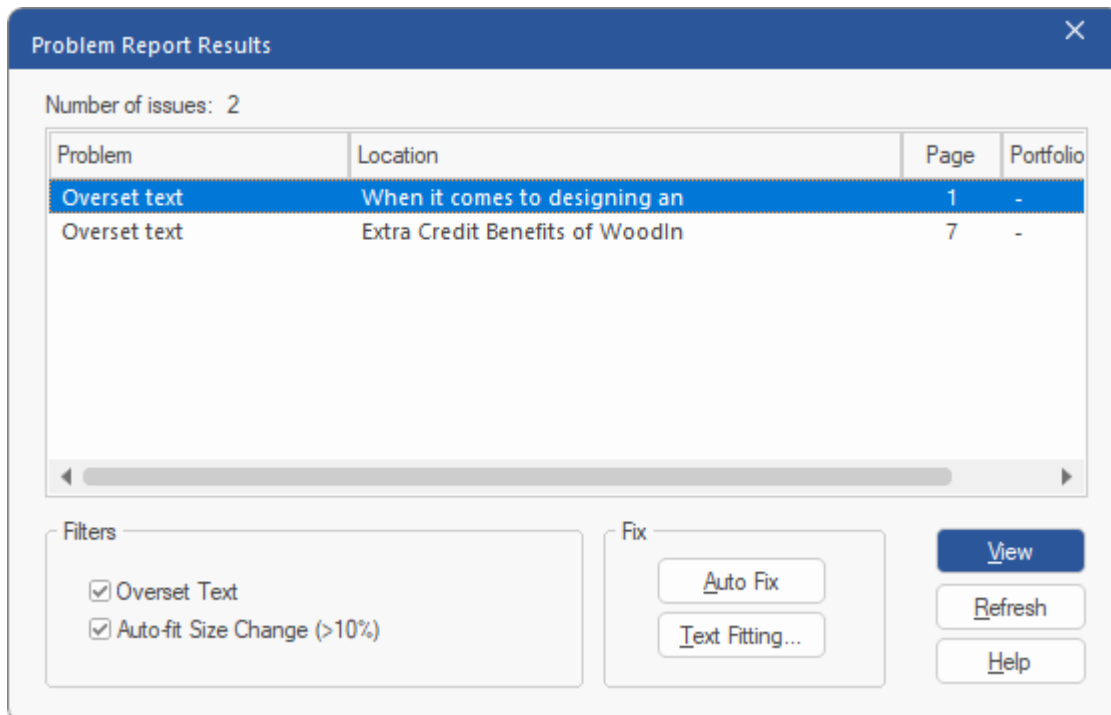 Problem Report Results
Number of issues: 2
Problem Location Page Portfolio
Overset text When it comes to designing an 1 -
Overset text Extra Credit Benefits of WoodIn 7 -
Filters
Overset Text
Auto-fit Size Change (>10%)
Fix
Auto Fix
Text Fitting...
View
Refresh
Help